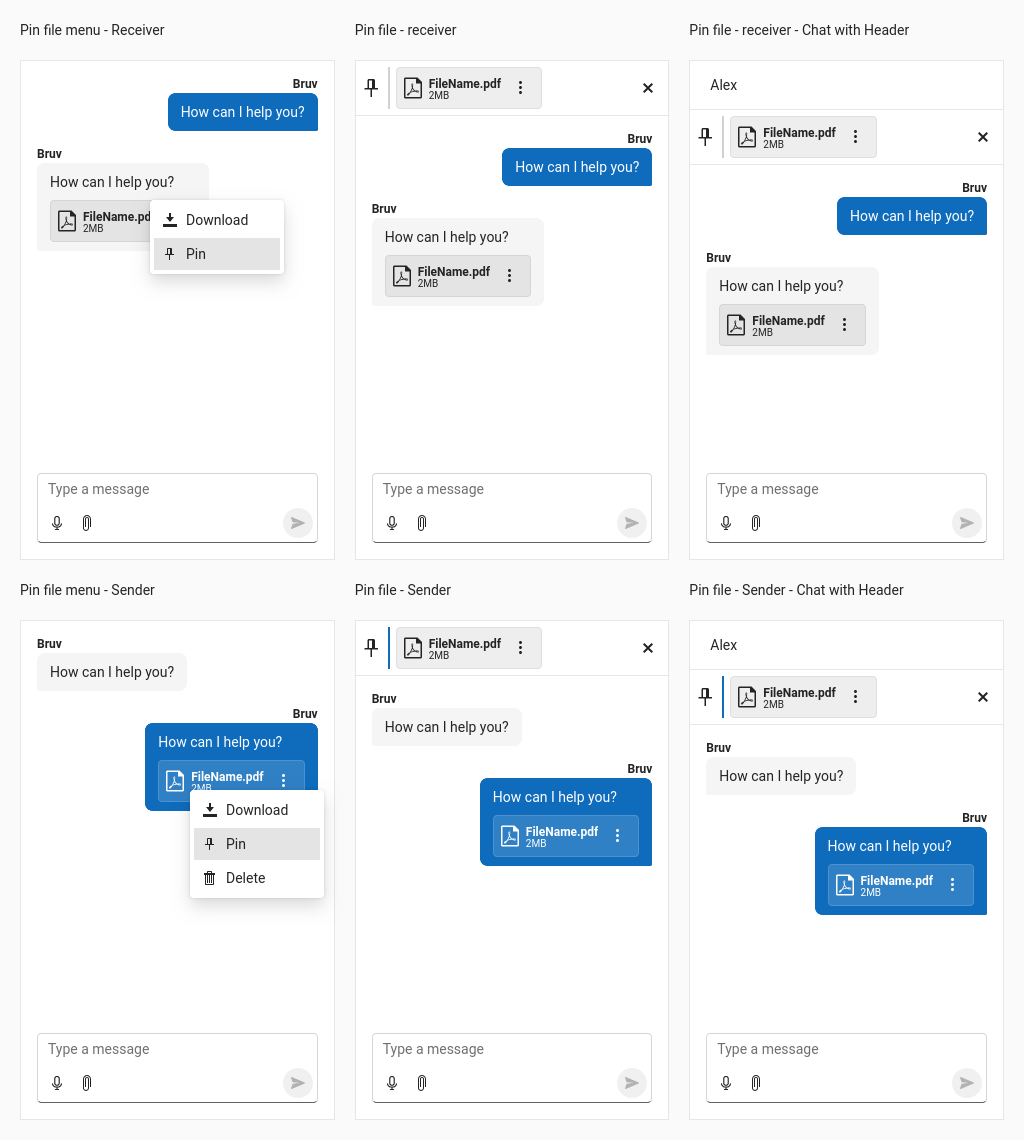 Pin file menu - Receiver
Bruv
How can I help you?
Bruv
How can I help you?
FileName.pd
2MB
Download
Pin
Type a message
Pin file - receiver
FileName.pdf
2MB
Bruv
How can I help you?
Bruv
How can I help you?
FileName.pdf
2MB
Type a message
Pin file - receiver - Chat with Header
Alex
FileName.pdf
2MB
Bruv
How can I help you?
Bruv
How can I help you?
FileName.pdf
2MB
Type a message
Pin file menu - Sender
Bruv
How can I help you?
Bruv
How can I help you?
FileName.pdf
2MB
Download
Pin
Delete
Type a message
Pin file - Sender
FileName.pdf
2MB
Bruv
How can I help you?
Bruv
How can I help you?
FileName.pdf
2MB
Type a message
Pin file - Sender - Chat with Header
Alex
FileName.pdf
2MB
Bruv
How can I help you?
Bruv
How can I help you?
FileName.pdf
2MB
Type a message